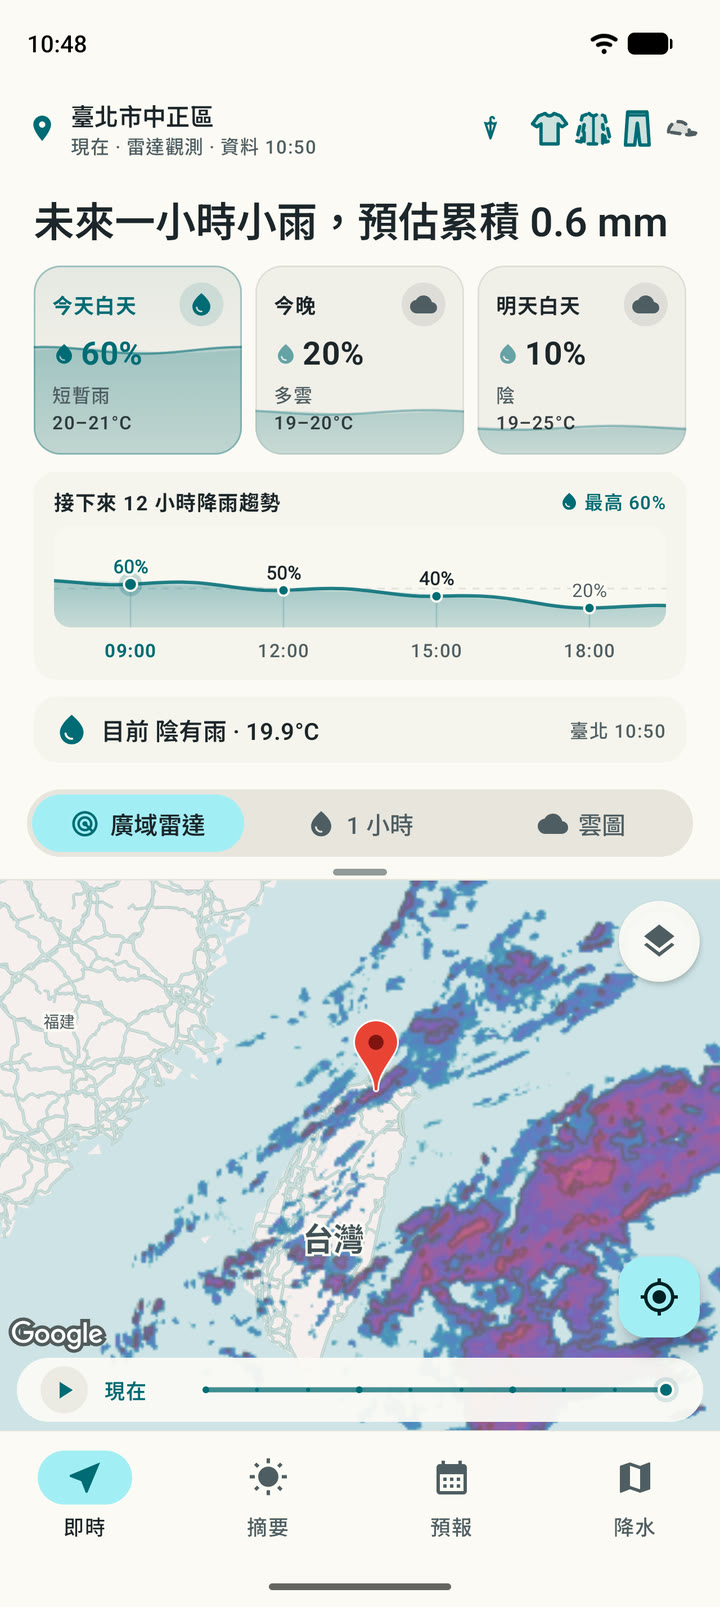 10:48
臺北市中正區
現在 · 雷達觀測 · 資料 10:50
未來一小時小雨，預估累積 0.6 mm
今天白天
60%
短暫雨
20–21°C
今晚
20%
多雲
19–20°C
明天白天
10%
陰
19–25°C
接下來 12 小時降雨趨勢
最高 60%
60%
50%
40%
20%
09:00
12:00
15:00
18:00
目前 陰有雨 · 19.9°C
臺北 10:50
廣域雷達
1 小時
雲圖
福建
台灣
Google
現在
即時
摘要
預報
降水